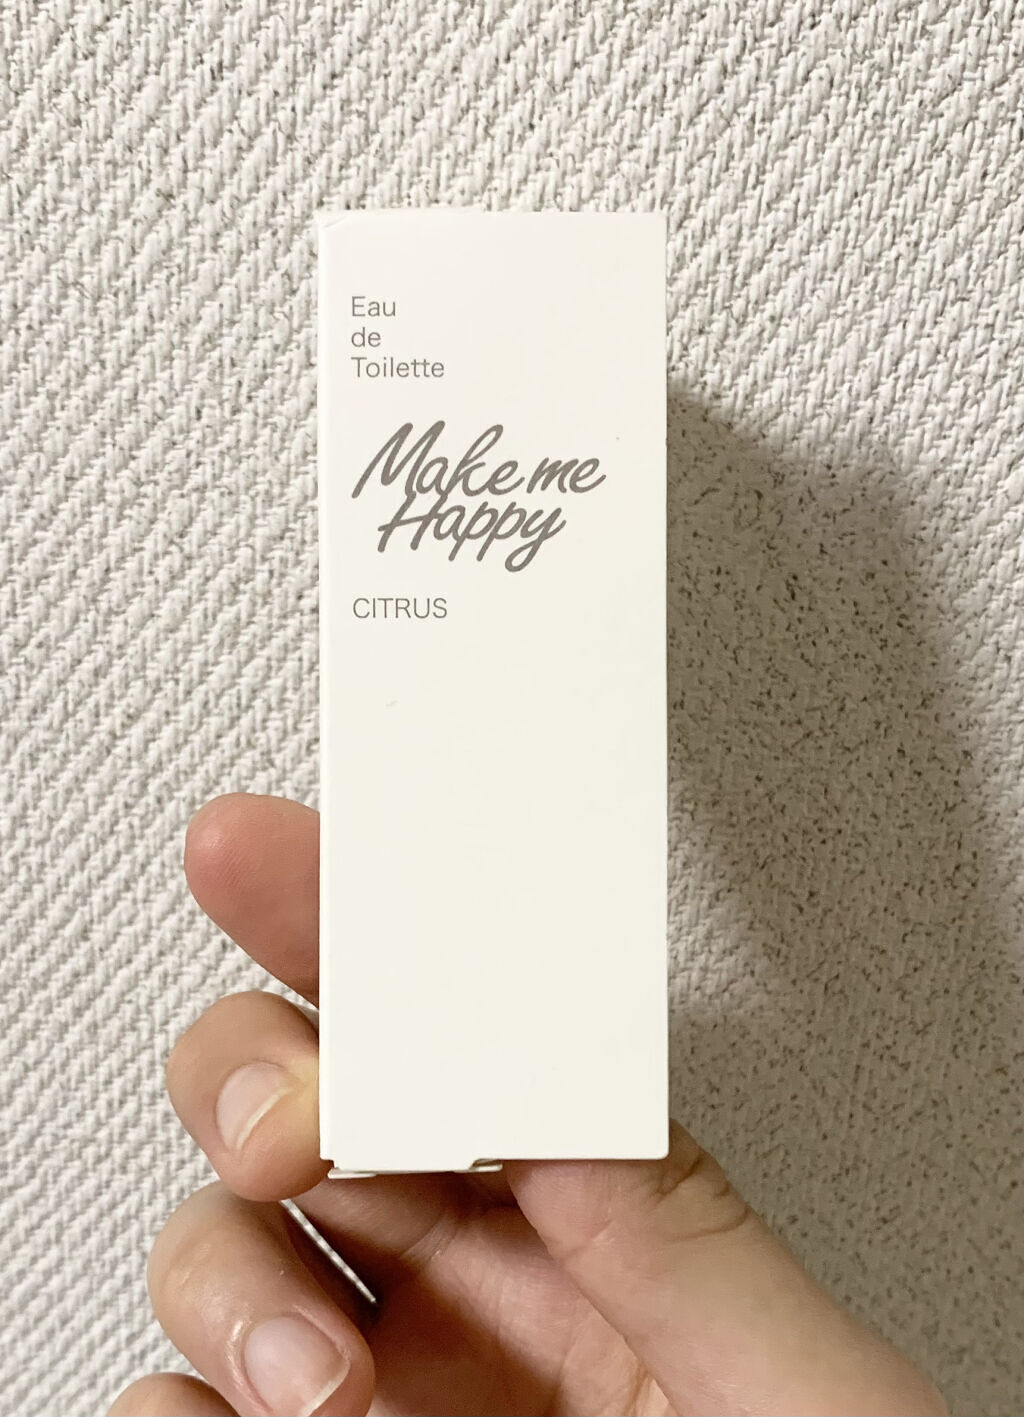 Eau
de
Toilette
Make me
Happy
CITRUS